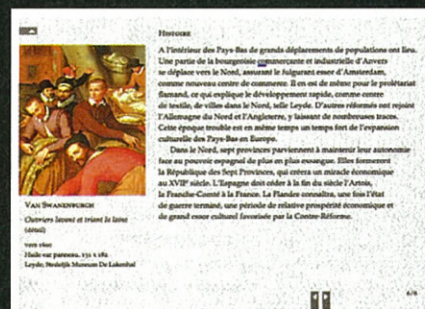 HISTOIRE
A l'intérieur des Pays-Bas de grands déplacements de populations ont lieu.
Une partie de la bourgeoisie commerçante et industrielle d'Anvers
se déplace vers le Nord, assurant le fulgurant essor d'Amsterdam,
comme nouveau centre de commerce. Il en est de même pour le prolétariat
flamand, ce qui explique le développement rapide, comme centre
de textile, de villes dans le Nord, telle Leyde. D'autres réformés ont rejoint
l'Allemagne du Nord et l'Angleterre, y laissant de nombreuses traces.
Cette époque trouble est en même temps un temps fort de l'expansion
culturelle des Pays-Bas en Europe.
Dans le Nord, sept provinces parviennent à maintenir leur autonomie
face au pouvoir espagnol de plus en plus exsangue. Elles formeront
la République des Sept Provinces, qui créera un miracle économique
au XVIIe siècle. L'Espagne doit céder à la fin du siècle l'Artois,
la Franche-Comté à la France. La Flandre connaîtra, une fois l'état
de guerre terminé, une période de relative prospérité économique et
de grand essor culturel favorisée par la Contre-Réforme.
VAN SWANENBURGH
Ouvriers lavant et triant la laine
(détail)
vers 1600
Huile sur panneau. 131 x 182
Leyde, Stedelijk Museum De Lakenhal
6/8